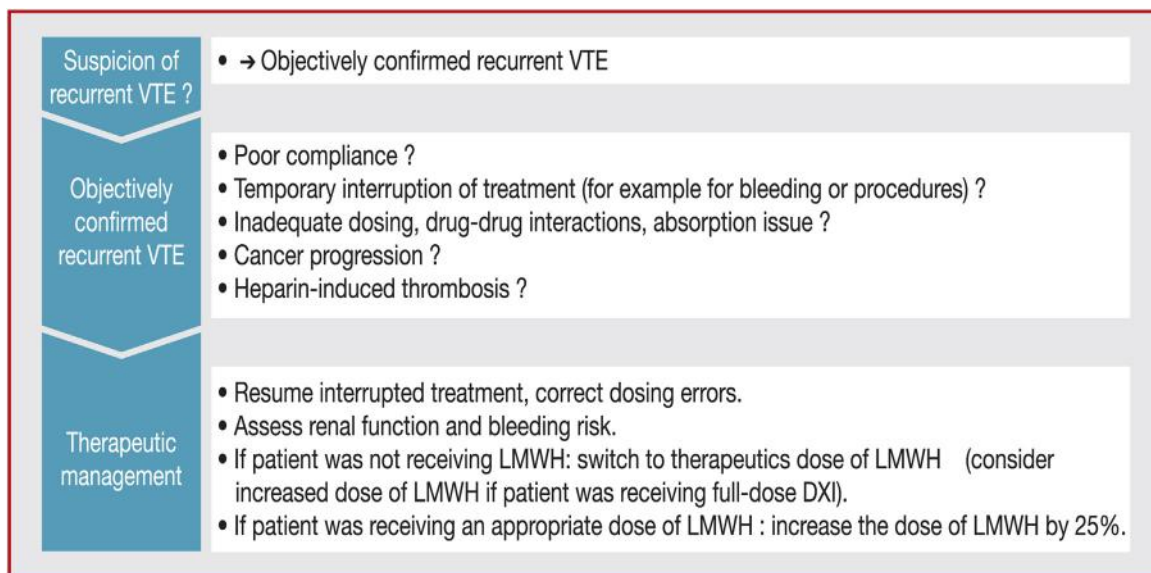 Suspicion of
recurrent VTE ?
• → Objectively confirmed recurrent VTE
Objectively
confirmed
recurrent VTE
• Poor compliance ?
• Temporary interruption of treatment (for example for bleeding or procedures) ?
• Inadequate dosing, drug-drug interactions, absorption issue ?
• Cancer progression ?
• Heparin-induced thrombosis ?
Therapeutic
management
• Resume interrupted treatment, correct dosing errors.
• Assess renal function and bleeding risk.
• If patient was not receiving LMWH: switch to therapeutics dose of LMWH (consider
increased dose of LMWH if patient was receiving full-dose DXI).
• If patient was receiving an appropriate dose of LMWH : increase the dose of LMWH by 25%.